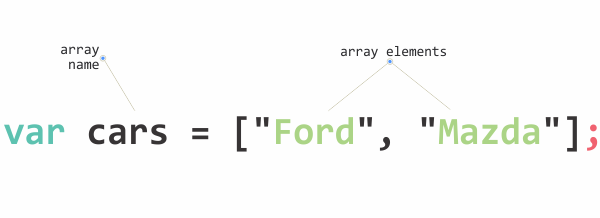 array
name
array elements
var cars = ["Ford", "Mazda"];